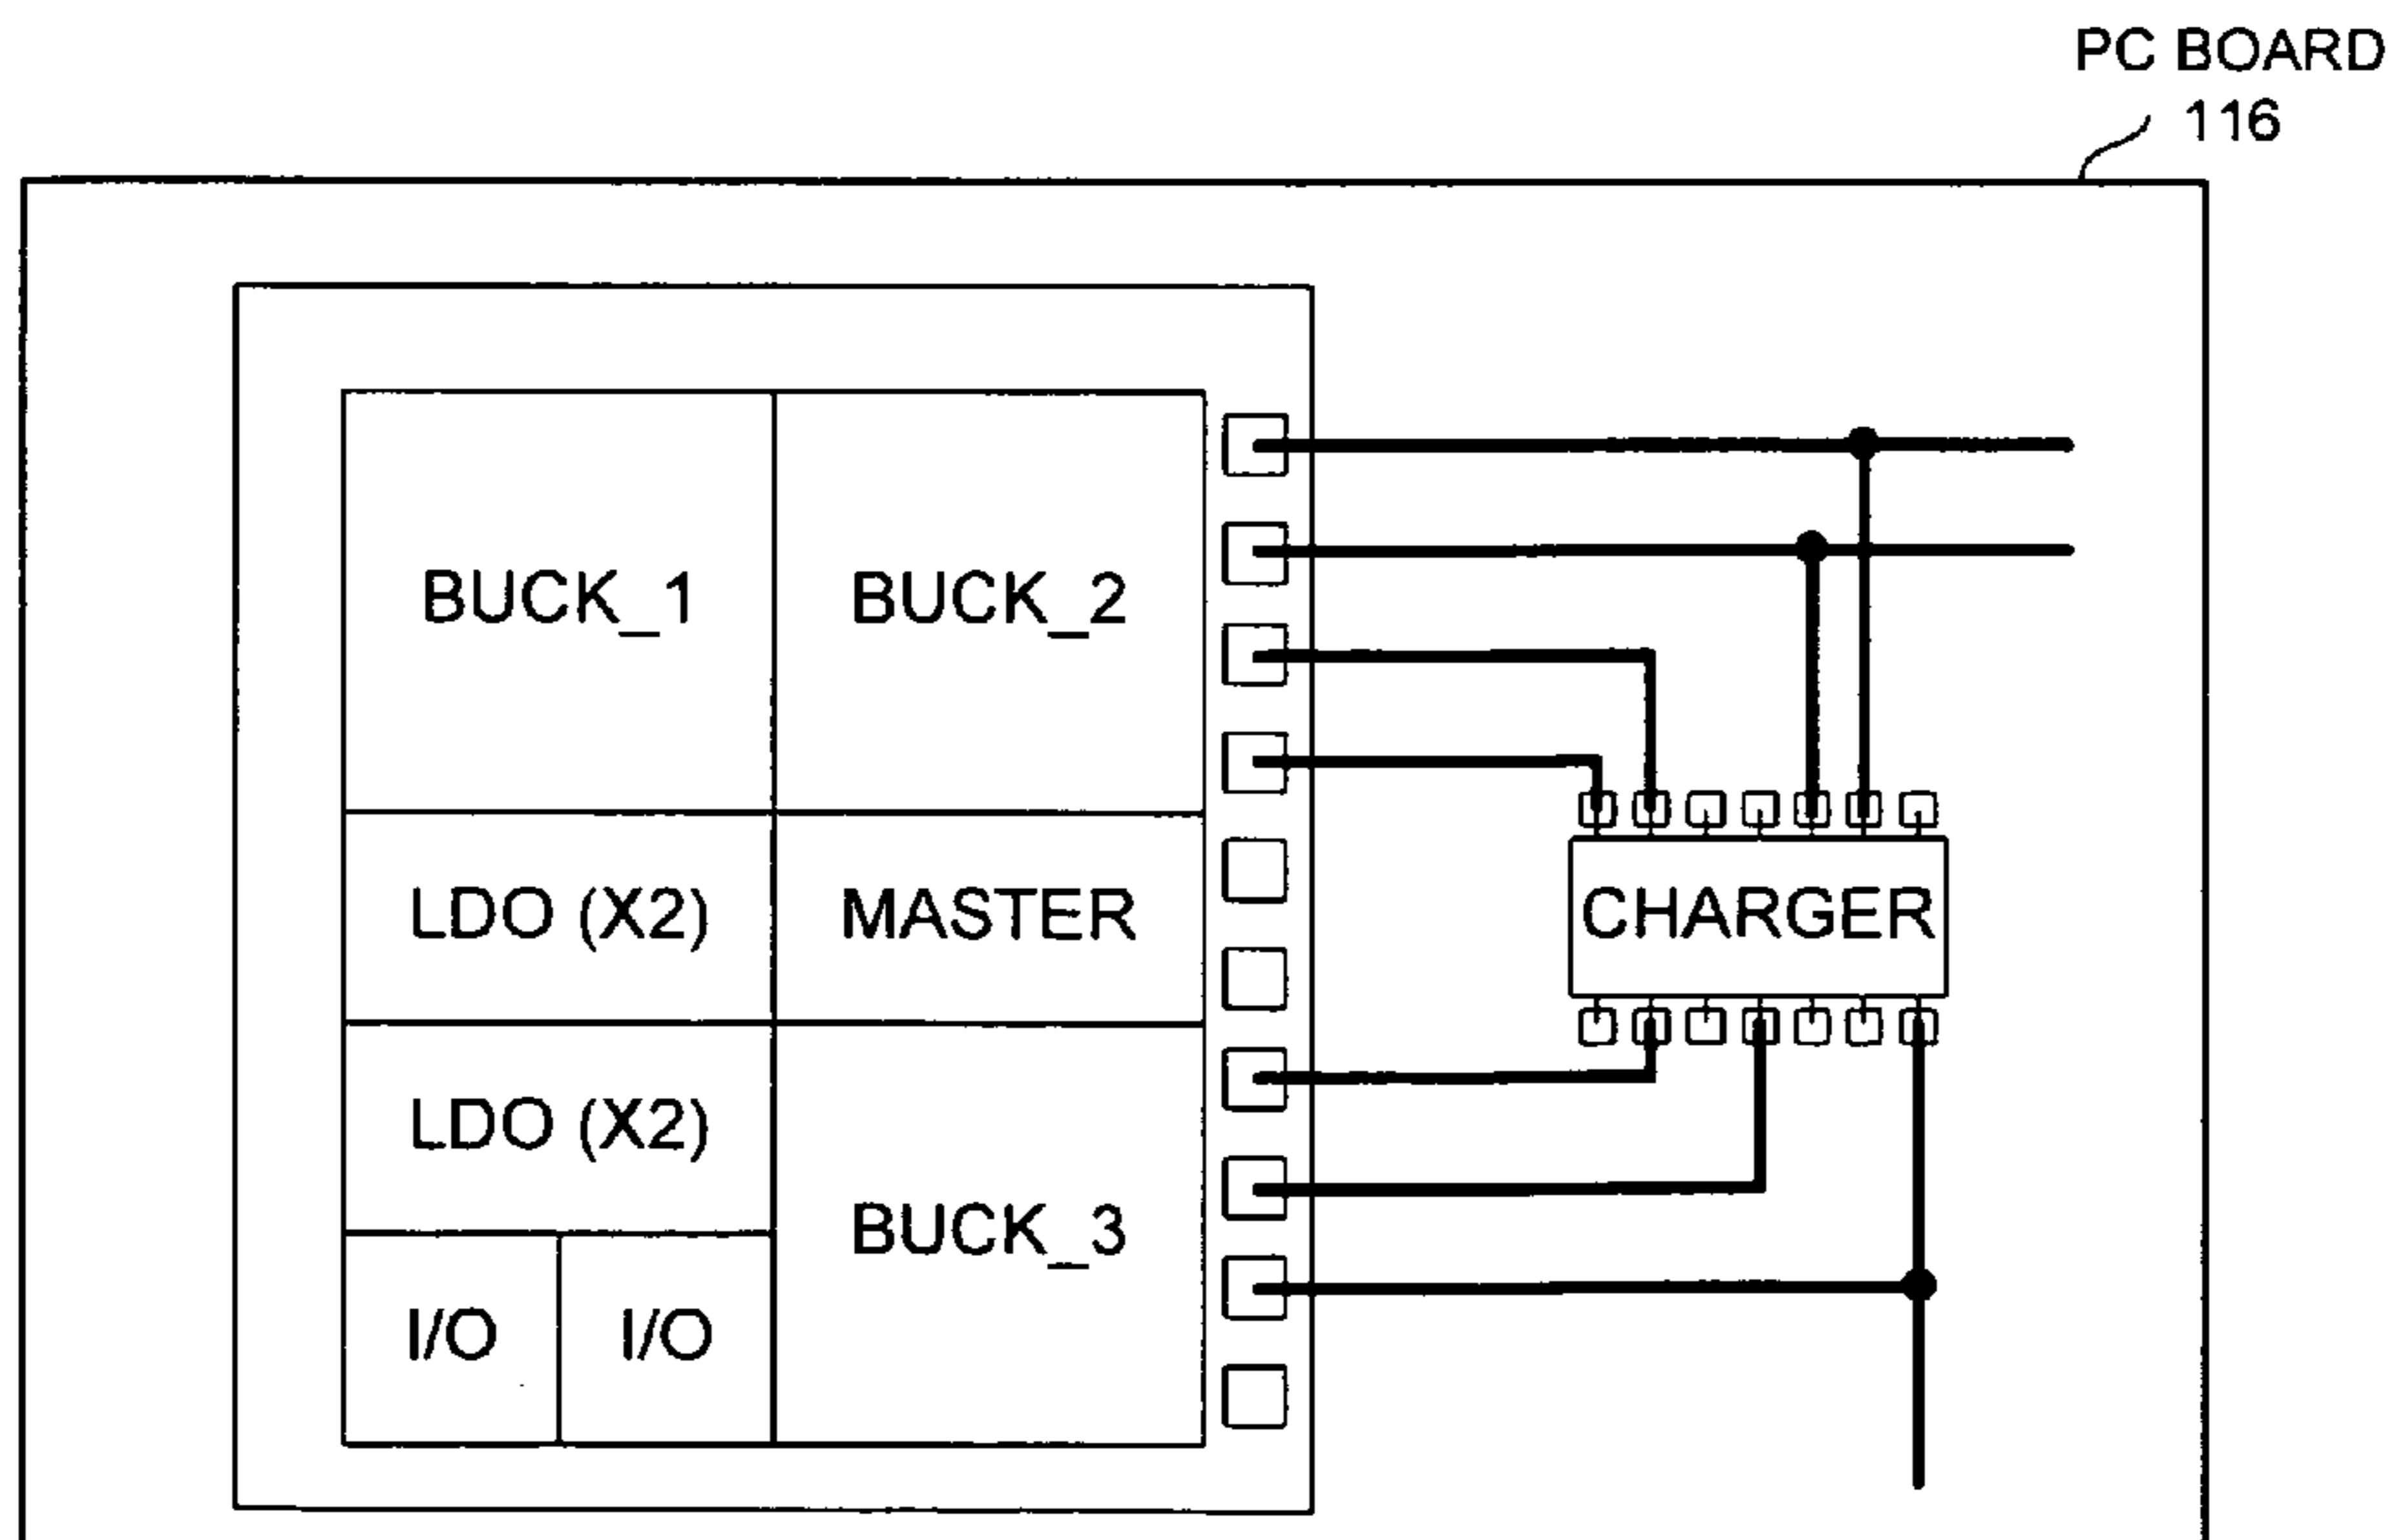 PC BOARD
116
BUCK_1
BUCK_2
LDO (X2)
MASTER
CHARGER
LDO (X2)
BUCK_3
I/O
I/O